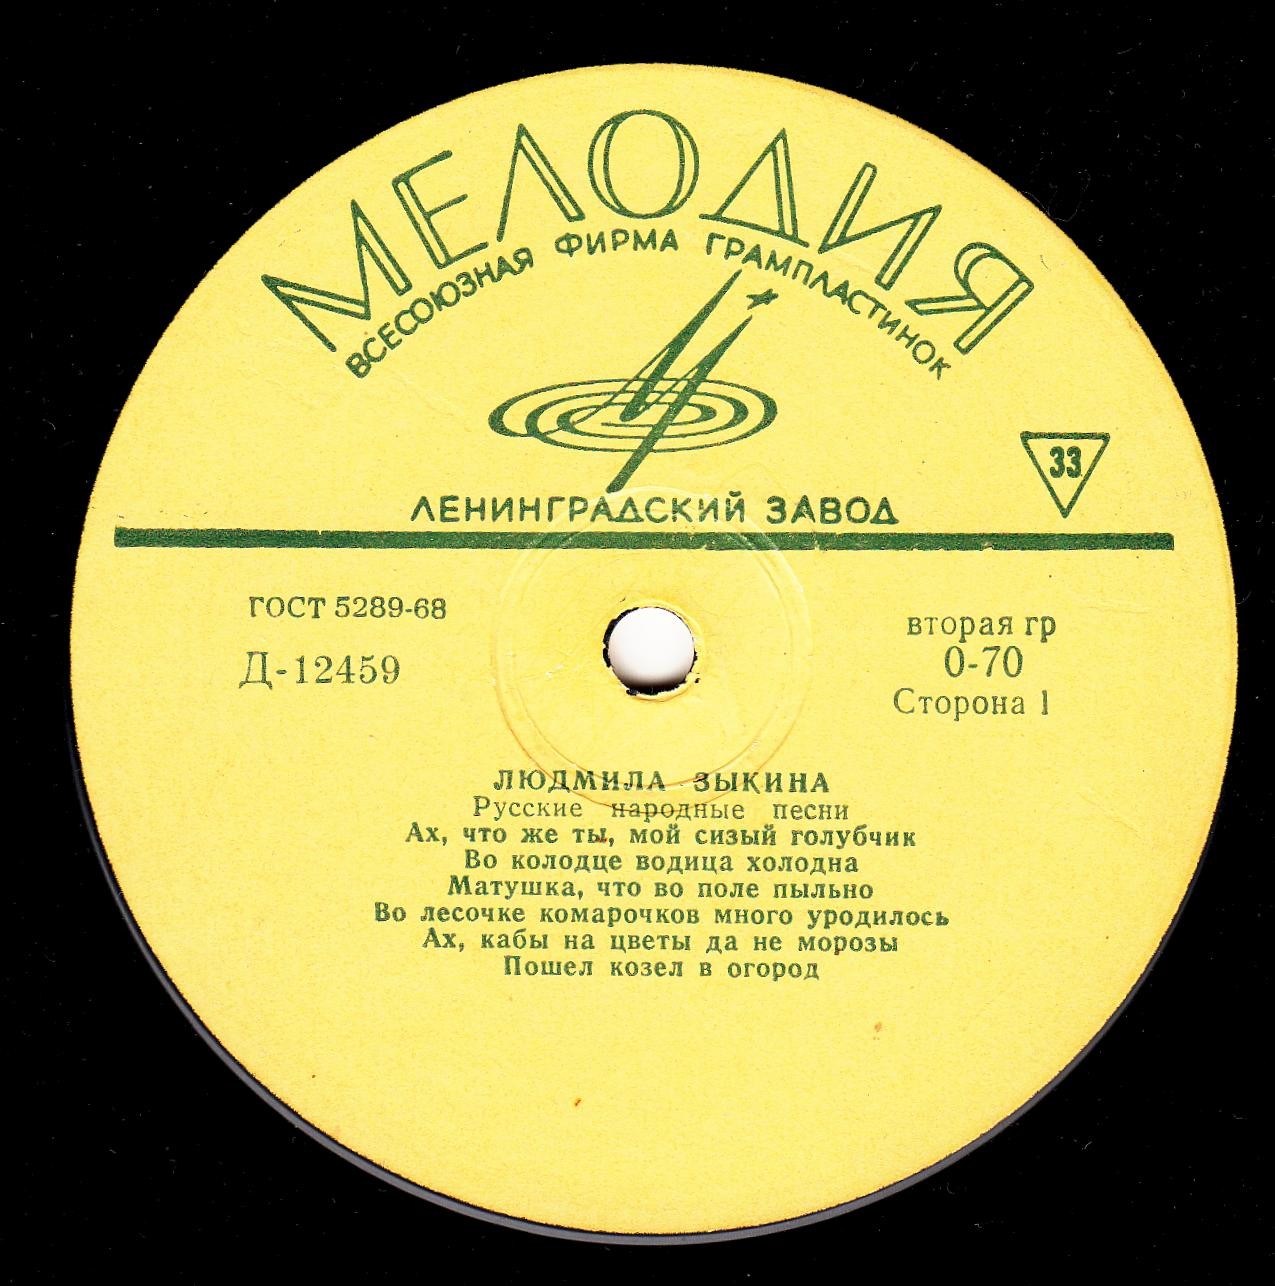 МЕЛОДИЯ
ВСЕСОЮЗНАЯ ФИРМА ГРАМПЛАСТИНОК
33
ЛЕНИНГРАДСКИЙ ЗАВОД
ГОСТ 5289-68
Д-12459
вторая гр
0-70
Сторона 1
ЛЮДМИЛА ЗЫКИНА
Русские народные песни
Ах, что же ты, мой сизый голубчик
Во колодце водица холодна
Матушка, что во поле пыльно
Во лесочке комарочков много уродилось
Ах, кабы на цветы да не морозы
Пошел козел в огород